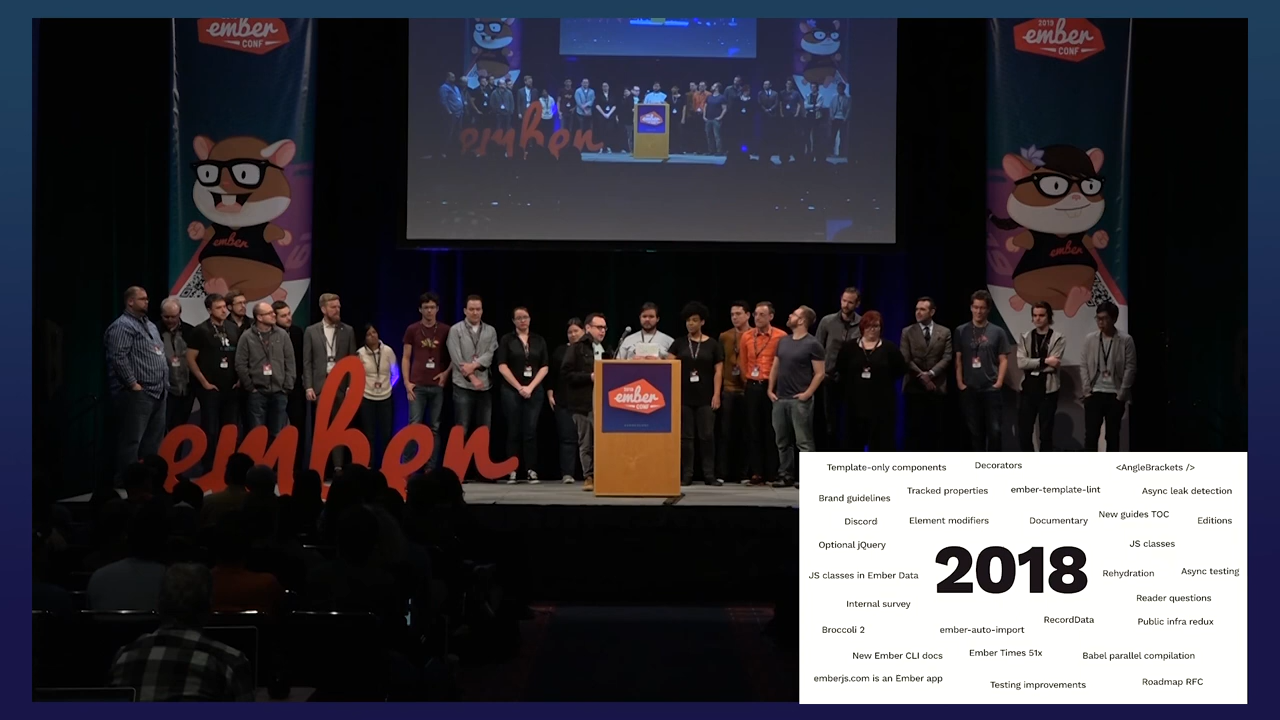 2019
ember
CONF
ember
ember
2019
ember
CONF
ember
ember
2019
ember
CONF
Template-only components
Decorators
<AngleBrackets />
Brand guidelines
Tracked properties
ember-template-lint
Async leak detection
Discord
Element modifiers
Documentary
New guides TOC
Editions
Optional jQuery
2018
JS classes
JS classes in Ember Data
Rehydration
Async testing
Internal survey
Reader questions
Broccoli 2
ember-auto-import
RecordData
Public infra redux
New Ember CLI docs
Ember Times 51x
Babel parallel compilation
emberjs.com is an Ember app
Testing improvements
Roadmap RFC